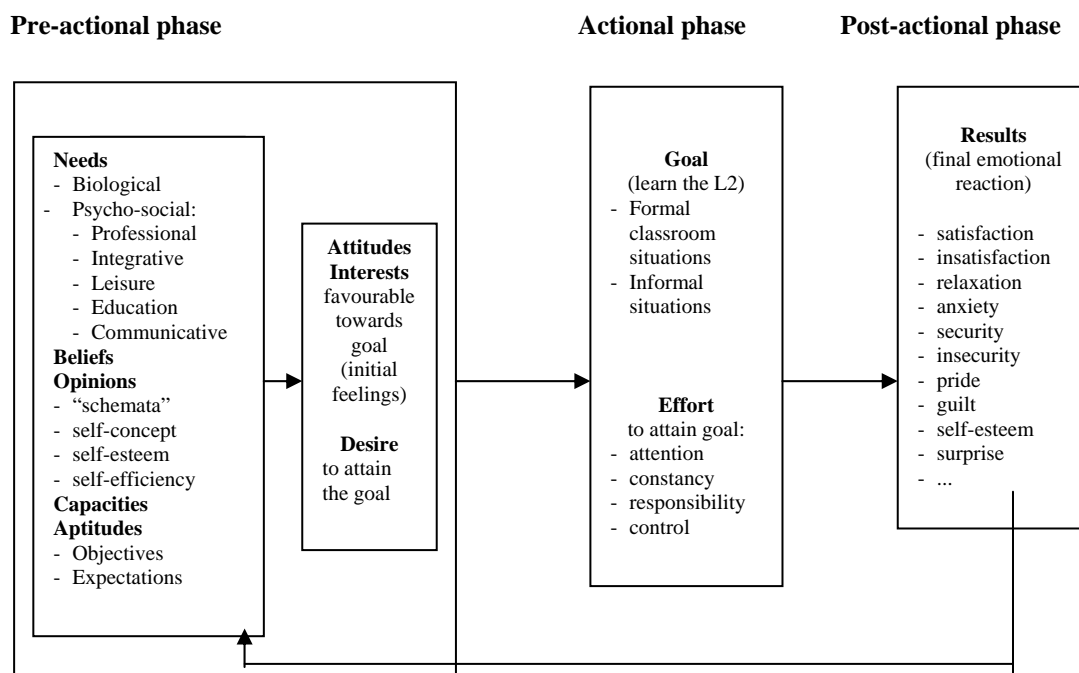 Pre-actional phase
Actional phase
Post-actional phase
Needs
- Biological
- Psycho-social:
- Professional
- Integrative
- Leisure
- Education
- Communicative
Beliefs
Opinions
- “schemata”
- self-concept
- self-esteem
- self-efficiency
Capacities
Aptitudes
- Objectives
- Expectations
Attitudes
Interests
favourable
towards
goal
(initial
feelings)
Desire
to attain
the goal
Goal
(learn the L2)
- Formal
classroom
situations
- Informal
situations
Effort
to attain goal:
- attention
- constancy
- responsibility
- control
Results
(final emotional
reaction)
- satisfaction
- insatisfaction
- relaxation
- anxiety
- security
- insecurity
- pride
- guilt
- self-esteem
- surprise
- ...